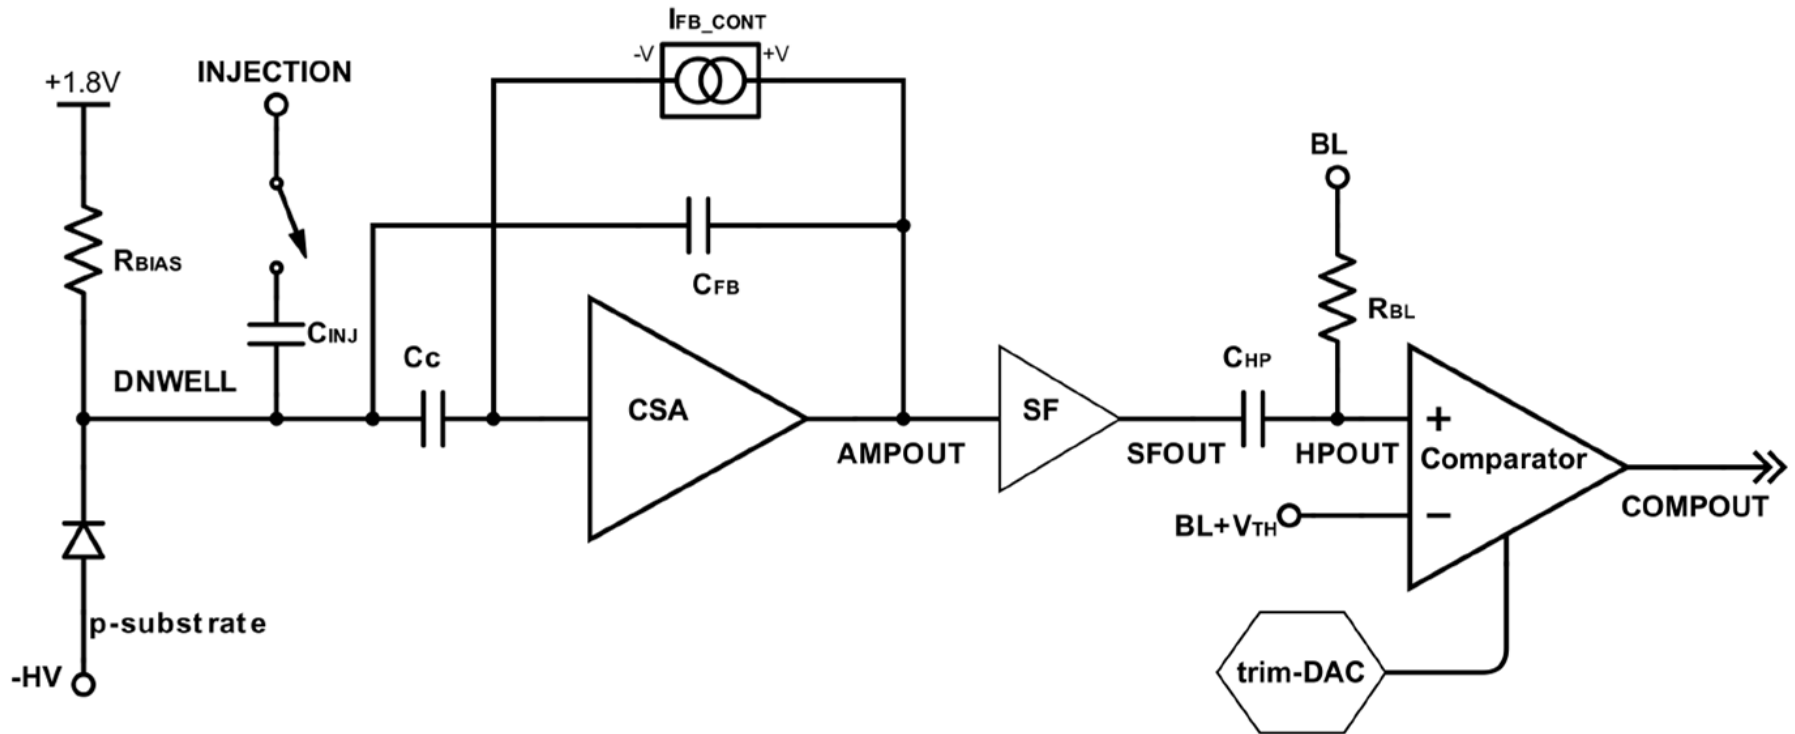 IFB_CONT
-V
+V
+1.8V
INJECTION
BL
RBIAS
CFB
RBL
CINJ
Cc
CHP
DNWELL
CSA
SF
+
AMPOUT
SFOUT
HPOUT
Comparator
BL+VTH
−
COMPOUT
p-substrate
-HV
trim-DAC